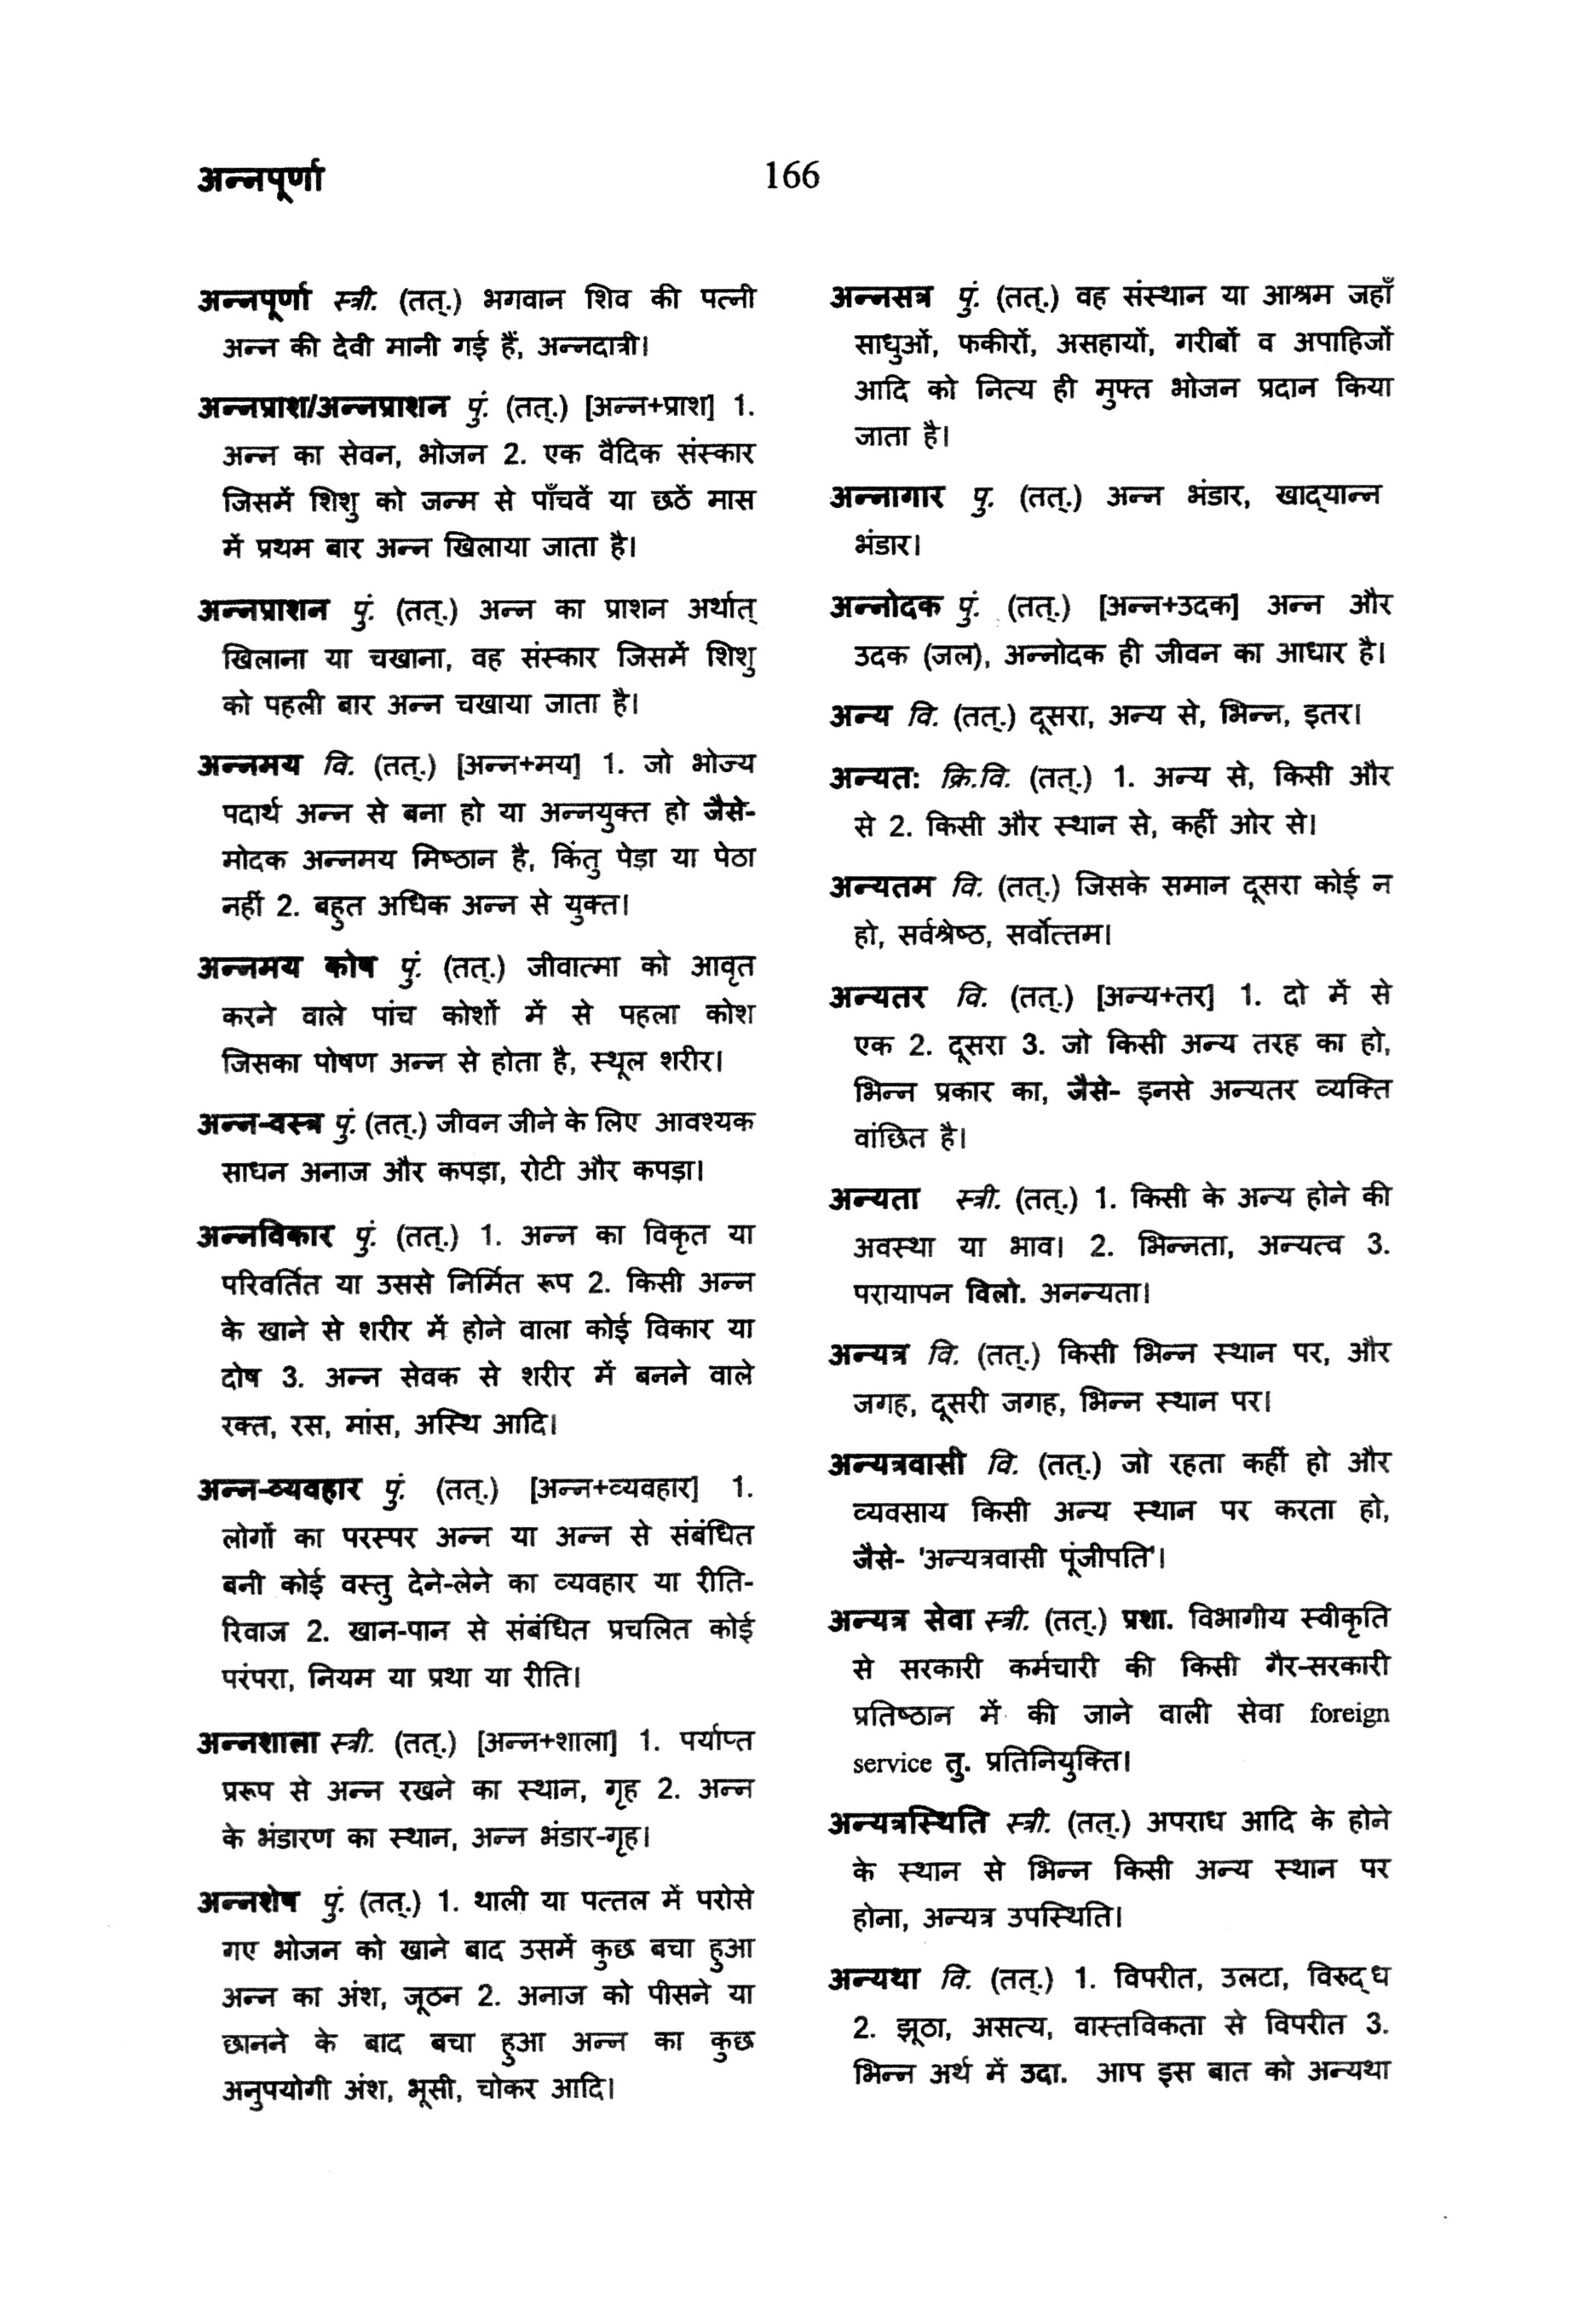 अन्नपूर्णा
166
अन्नपूर्णा स्त्री. (तत्.) भगवान शिव की पत्नी
अन्न की देवी मानी गई हैं, अन्नदात्री।
अन्नप्राश/अन्नप्राशन पुं. (तत्.) [अन्न+प्राश] 1.
अन्न का सेवन, भोजन 2. एक वैदिक संस्कार
जिसमें शिशु को जन्म से पाँचवें या छठें मास
में प्रथम बार अन्न खिलाया जाता है।
अन्नप्राशन पुं. (तत्.) अन्न का प्राशन अर्थात्
खिलाना या चखाना, वह संस्कार जिसमें शिशु
को पहली बार अन्न चखाया जाता है।
अन्नमय वि. (तत्.) [अन्न+मय] 1. जो भोज्य
पदार्थ अन्न से बना हो या अन्नयुक्त हो जैसे-
मोदक अन्नमय मिष्ठान है, किंतु पेड़ा या पेठा
नहीं 2. बहुत अधिक अन्न से युक्त।
अन्नमय कोष पुं. (तत्.) जीवात्मा को आवृत
करने वाले पांच कोशों में से पहला कोश
जिसका पोषण अन्न से होता है, स्थूल शरीर।
अन्न-वस्त्र पुं. (तत्.) जीवन जीने के लिए आवश्यक
साधन अनाज और कपड़ा, रोटी और कपड़ा।
अन्नविकार पुं. (तत्.) 1. अन्न का विकृत या
परिवर्तित या उससे निर्मित रूप 2. किसी अन्न
के खाने से शरीर में होने वाला कोई विकार या
दोष 3. अन्न सेवक से शरीर में बनने वाले
रक्त, रस, मांस, अस्थि आदि।
अन्न-व्यवहार पुं. (तत्.) [अन्न+व्यवहार] 1.
लोगों का परस्पर अन्न या अन्न से संबंधित
बनी कोई वस्तु देने-लेने का व्यवहार या रीति-
रिवाज 2. खान-पान से संबंधित प्रचलित कोई
परंपरा, नियम या प्रथा या रीति।
अन्नशाला स्त्री. (तत्.) [अन्न+शाला] 1. पर्याप्त
प्ररूप से अन्न रखने का स्थान, गृह 2. अन्न
के भंडारण का स्थान, अन्न भंडार-गृह।
अन्नशेष पुं. (तत्.) 1. थाली या पत्तल में परोसे
गए भोजन को खाने बाद उसमें कुछ बचा हुआ
अन्न का अंश, जूठन 2. अनाज को पीसने या
छानने के बाद बचा हुआ अन्न का कुछ
अनुपयोगी अंश, भूसी, चोकर आदि।
अन्नसत्र पुं. (तत्.) वह संस्थान या आश्रम जहाँ
साधुओं, फकीरों, असहायों, गरीबों व अपाहिजों
आदि को नित्य ही मुफ्त भोजन प्रदान किया
जाता है।
अन्नागार पु. (तत्.) अन्न भंडार, खाद्‌यान्न
भंडार।
अन्नोदक पुं. (तत्.) [अन्न+उदक] अन्न और
उदक (जल), अन्नोदक ही जीवन का आधार है।
अन्य वि. (तत्.) दूसरा, अन्य से, भिन्न, इतर।
अन्यत: क्रि.वि. (तत्.) 1. अन्य से, किसी और
से 2. किसी और स्थान से, कहीं ओर से।
अन्यतम वि. (तत्.) जिसके समान दूसरा कोई न
हो, सर्वश्रेष्ठ, सर्वोत्तम।
अन्यतर वि. (तत्.) [अन्य+तर] 1. दो में से
एक 2. दूसरा 3. जो किसी अन्य तरह का हो,
भिन्न प्रकार का, जैसे- इनसे अन्यतर व्यक्ति
वांछित है।
अन्यता स्त्री. (तत्.) 1. किसी के अन्य होने की
अवस्था या भाव। 2. भिन्नता, अन्यत्व 3.
परायापन विलो. अनन्यता।
अन्यत्र वि. (तत्.) किसी भिन्न स्थान पर, और
जगह, दूसरी जगह, भिन्न स्थान पर।
अन्यत्रवासी वि. (तत्.) जो रहता कहीं हो और
व्यवसाय किसी अन्य स्थान पर करता हो,
जैसे- 'अन्यत्रवासी पूंजीपति'।
अन्यत्र सेवा स्त्री. (तत्.) प्रशा. विभागीय स्वीकृति
से सरकारी कर्मचारी की किसी गैर-सरकारी
प्रतिष्ठान में की जाने वाली सेवा foreign
service तु. प्रतिनियुक्ति।
अन्यत्रस्थिति स्त्री. (तत्.) अपराध आदि के होने
के स्थान से भिन्न किसी अन्य स्थान पर
होना, अन्यत्र उपस्थिति।
अन्यथा वि. (तत्.) 1. विपरीत, उलटा, विरुद्‌ध
2. झूठा, असत्य, वास्तविकता से विपरीत 3.
भिन्न अर्थ में उदा. आप इस बात को अन्यथा